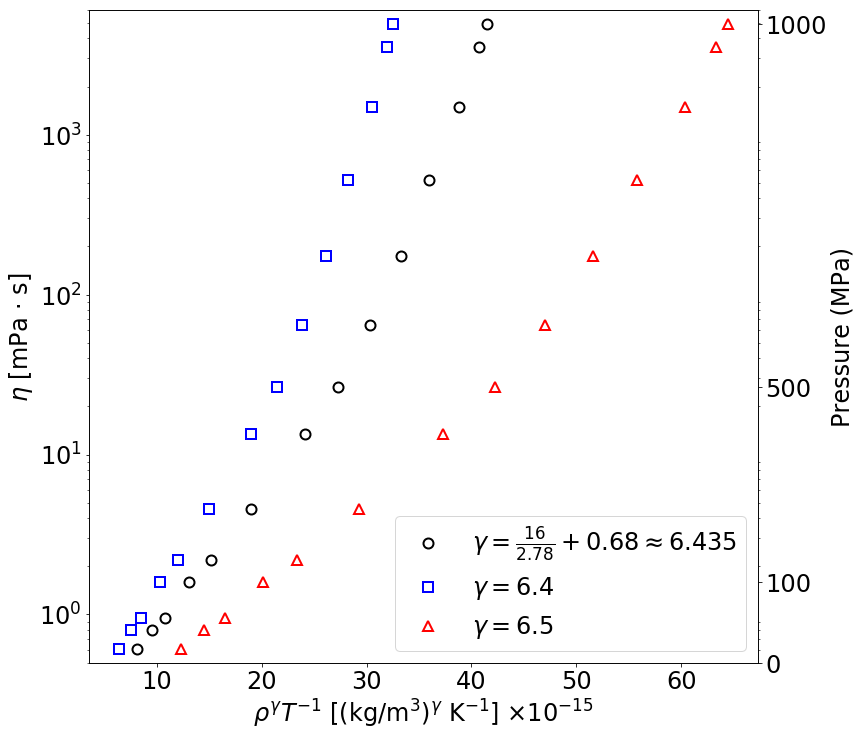 1000
10³
η [mPa · s]
10²
500
Pressure (MPa)
10¹
γ = 16/2.78 + 0.68 ≈ 6.435
γ = 6.4
γ = 6.5
100
10⁰
0
10 20 30 40 50 60
ρ^γ T⁻¹ [(kg/m³)^γ K⁻¹] ×10⁻¹⁵